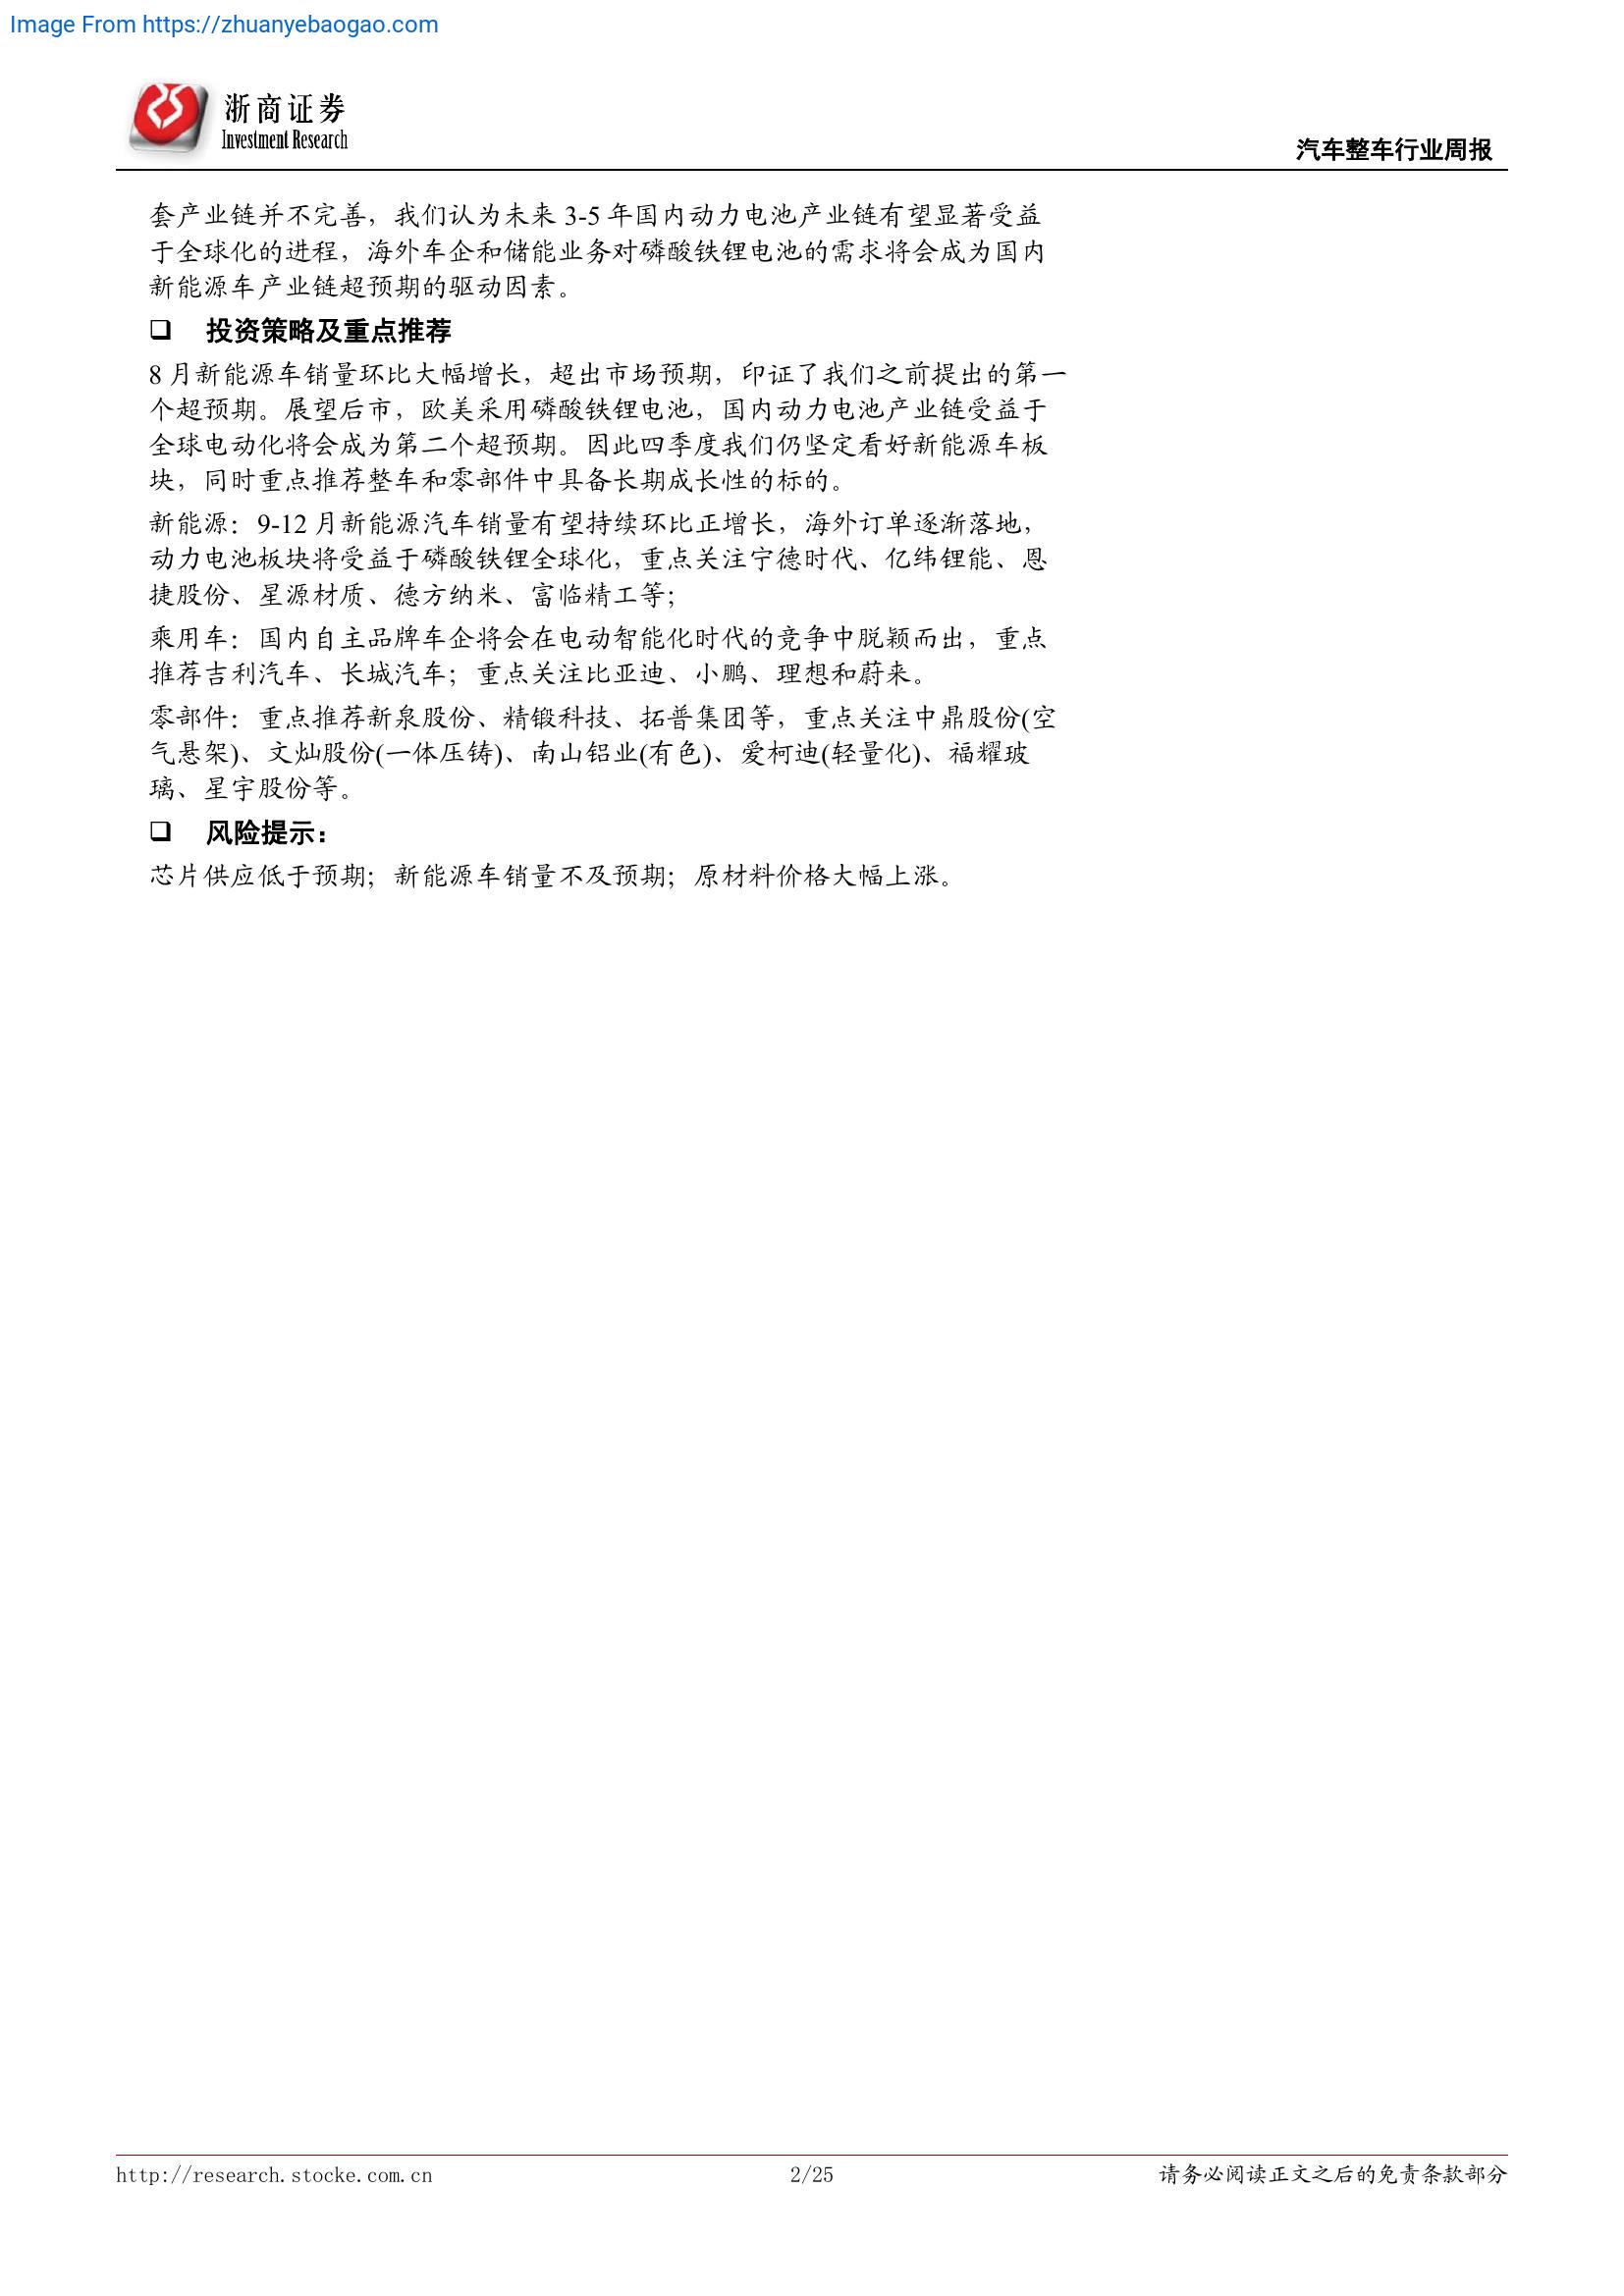 Image From https://zhuanyebaogao.com
浙商证券
Investment Research
汽车整车行业周报
套产业链并不完善，我们认为未来 3-5 年国内动力电池产业链有望显著受益
于全球化的进程，海外车企和储能业务对磷酸铁锂电池的需求将会成为国内
新能源车产业链超预期的驱动因素。
❑ 投资策略及重点推荐
8 月新能源车销量环比大幅增长，超出市场预期，印证了我们之前提出的第一
个超预期。展望后市，欧美采用磷酸铁锂电池，国内动力电池产业链受益于
全球电动化将会成为第二个超预期。因此四季度我们仍坚定看好新能源车板
块，同时重点推荐整车和零部件中具备长期成长性的标的。
新能源：9-12 月新能源汽车销量有望持续环比正增长，海外订单逐渐落地，
动力电池板块将受益于磷酸铁锂全球化，重点关注宁德时代、亿纬锂能、恩
捷股份、星源材质、德方纳米、富临精工等；
乘用车：国内自主品牌车企将会在电动智能化时代的竞争中脱颖而出，重点
推荐吉利汽车、长城汽车；重点关注比亚迪、小鹏、理想和蔚来。
零部件：重点推荐新泉股份、精锻科技、拓普集团等，重点关注中鼎股份(空
气悬架)、文灿股份(一体压铸)、南山铝业(有色)、爱柯迪(轻量化)、福耀玻
璃、星宇股份等。
❑ 风险提示：
芯片供应低于预期；新能源车销量不及预期；原材料价格大幅上涨。
http://research.stocke.com.cn
2/25
请务必阅读正文之后的免责条款部分